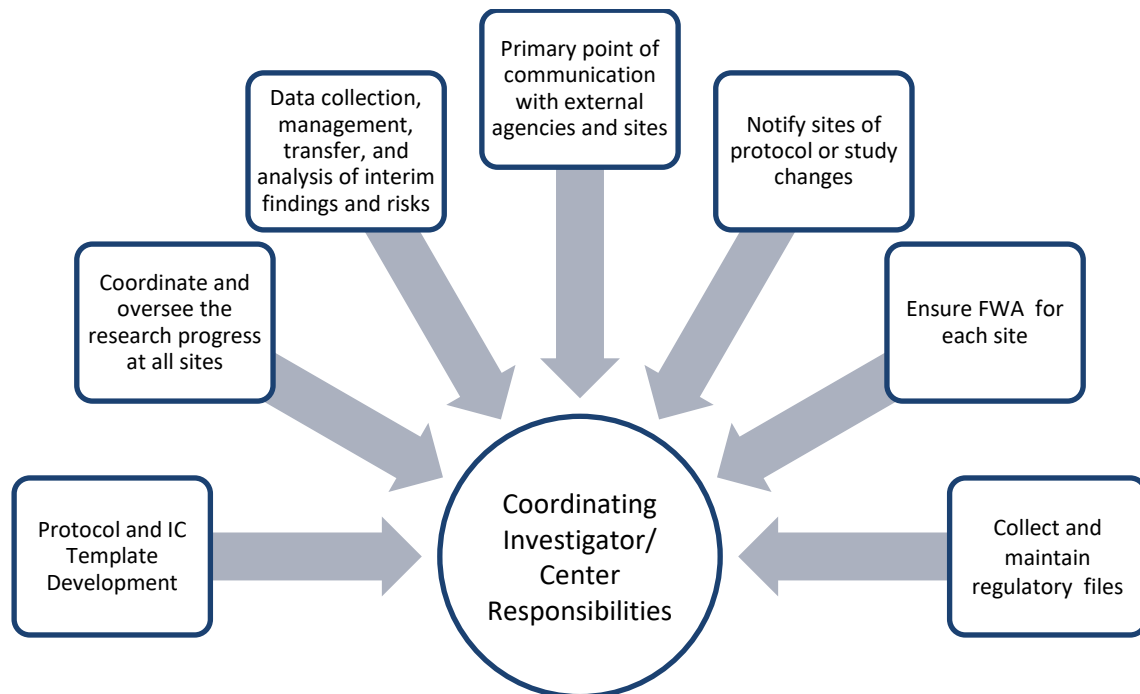 Protocol and IC
Template
Development
Coordinate and
oversee the
research progress
at all sites
Data collection,
management,
transfer, and
analysis of interim
findings and risks
Primary point of
communication
with external
agencies and sites
Notify sites of
protocol or study
changes
Ensure FWA for
each site
Collect and
maintain
regulatory files
Coordinating
Investigator/
Center
Responsibilities